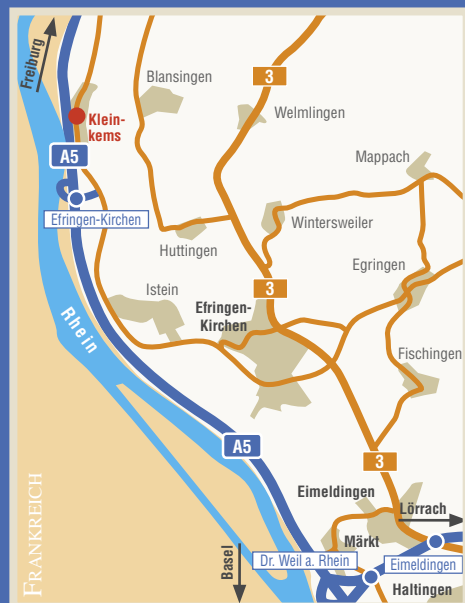 Freiburg
3
Blansingen
Welmlingen
Klein-
kems
A5
Mappach
Efringen-Kirchen
Wintersweiler
Huttingen
Egringen
Istein
3
Efringen-
Kirchen
Rhein
Fischingen
A5
3
FRANKREICH
Eimeldingen
Lörrach
Basel
Märkt
Dr. Weil a. Rhein
Eimeldingen
Haltingen